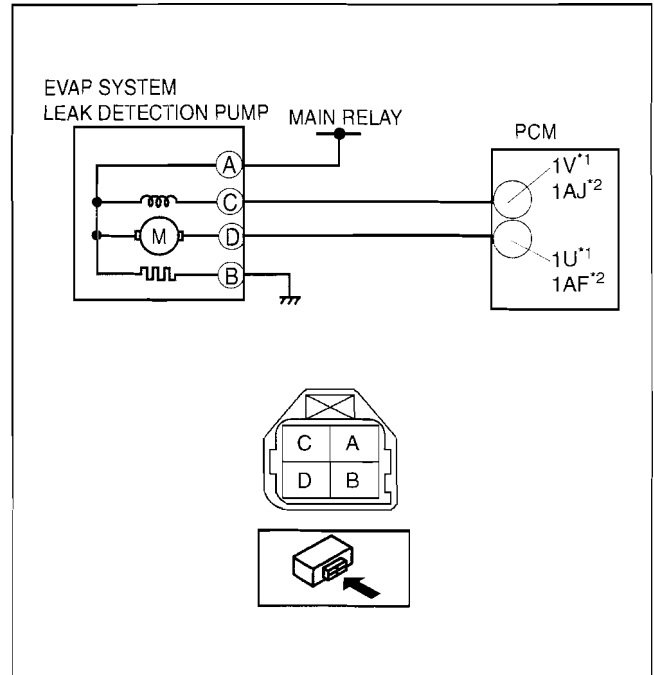 EVAP SYSTEM
LEAK DETECTION PUMP
MAIN RELAY
PCM
A
1V*1
1AJ*2
C
M
D
1U*1
1AF*2
B
C A
D B